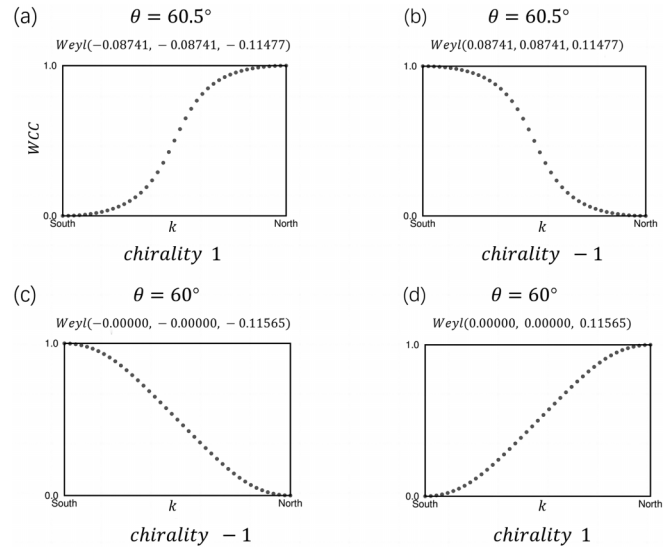 (a)
θ = 60.5°
Weyl(−0.08741, − 0.08741, − 0.11477)
1.0
WCC
0.0
South
k
North
chirality 1
(b)
θ = 60.5°
Weyl(0.08741, 0.08741, 0.11477)
1.0
0.0
South
k
North
chirality − 1
(c)
θ = 60°
Weyl(−0.00000, − 0.00000, − 0.11565)
1.0
0.0
South
k
North
chirality − 1
(d)
θ = 60°
Weyl(0.00000, 0.00000, 0.11565)
1.0
0.0
South
k
North
chirality 1